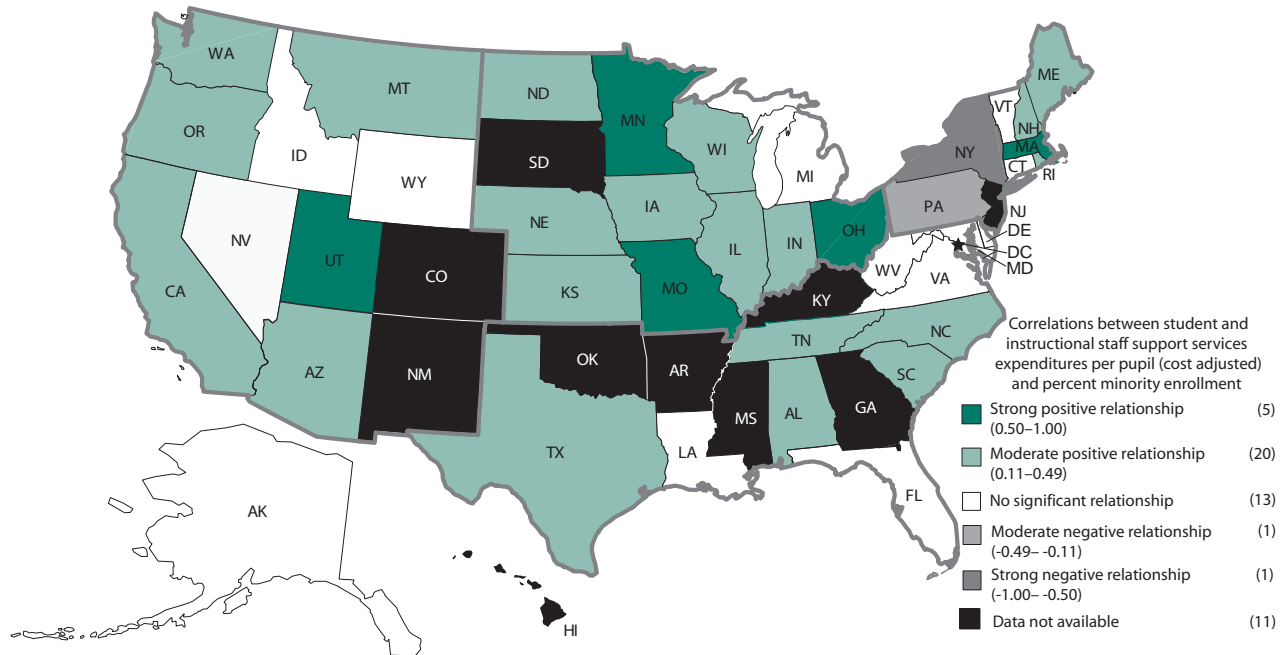 WA
MT
ND
MN
ME
VT
NH
OR
ID
SD
WI
NY
MA
CT
RI
WY
MI
IA
NE
PA
NJ
DE
DC
MD
NV
UT
CO
IL
IN
OH
WV
VA
CA
KS
MO
KY
AZ
NM
OK
AR
TN
NC
SC
MS
AL
GA
TX
LA
FL
AK
HI
Correlations between student and
instructional staff support services
expenditures per pupil (cost adjusted)
and percent minority enrollment
Strong positive relationship (5)
(0.50–1.00)
Moderate positive relationship (20)
(0.11–0.49)
No significant relationship (13)
Moderate negative relationship (1)
(-0.49– -0.11)
Strong negative relationship (1)
(-1.00– -0.50)
Data not available (11)